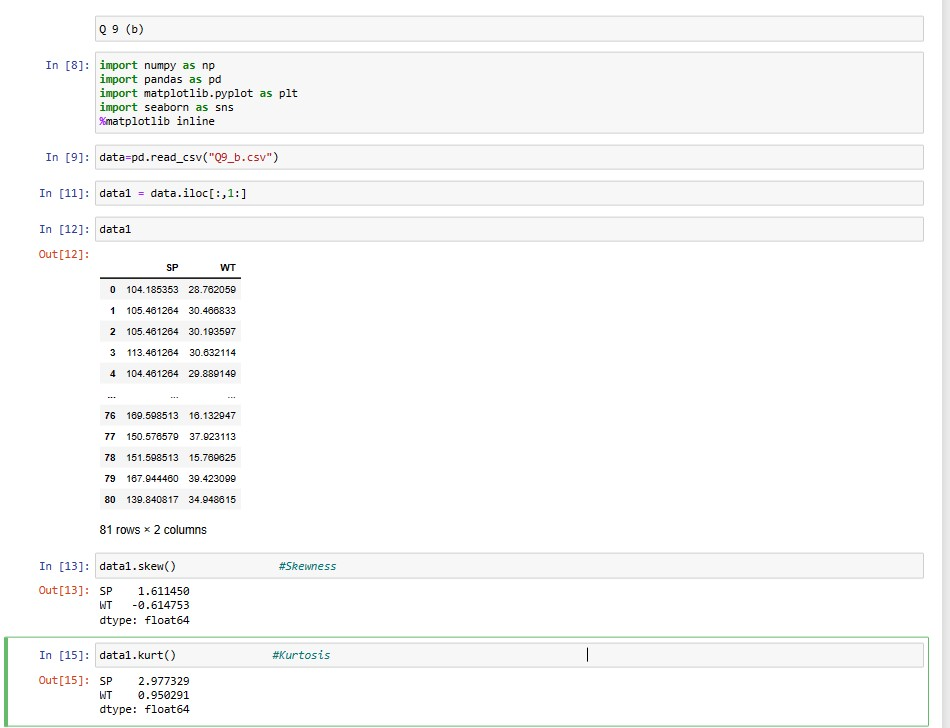 Q 9 (b)
In [8]: import numpy as np
import pandas as pd
import matplotlib.pyplot as plt
import seaborn as sns
%matplotlib inline
In [9]: data=pd.read_csv("Q9_b.csv")
In [11]: data1 = data.iloc[:,1:]
In [12]: data1
Out[12]:
SP WT
0 104.185353 28.762059
1 105.461264 30.466833
2 105.461264 30.193597
3 113.461264 30.632114
4 104.461264 29.889149
... ... ...
76 169.598513 16.132947
77 150.576579 37.923113
78 151.598513 15.769625
79 167.944460 39.423099
80 139.840817 34.948615
81 rows × 2 columns
In [13]: data1.skew() #Skewness
Out[13]: SP 1.611450
WT -0.614753
dtype: float64
In [15]: data1.kurt() #Kurtosis
Out[15]: SP 2.977329
WT 0.950291
dtype: float64